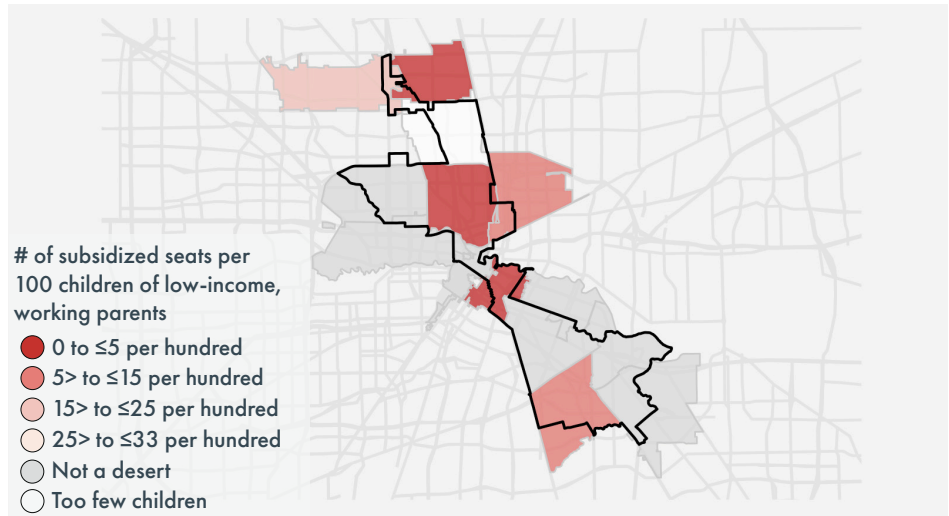 # of subsidized seats per
100 children of low-income,
working parents
0 to ≤5 per hundred
5> to ≤15 per hundred
15> to ≤25 per hundred
25> to ≤33 per hundred
Not a desert
Too few children